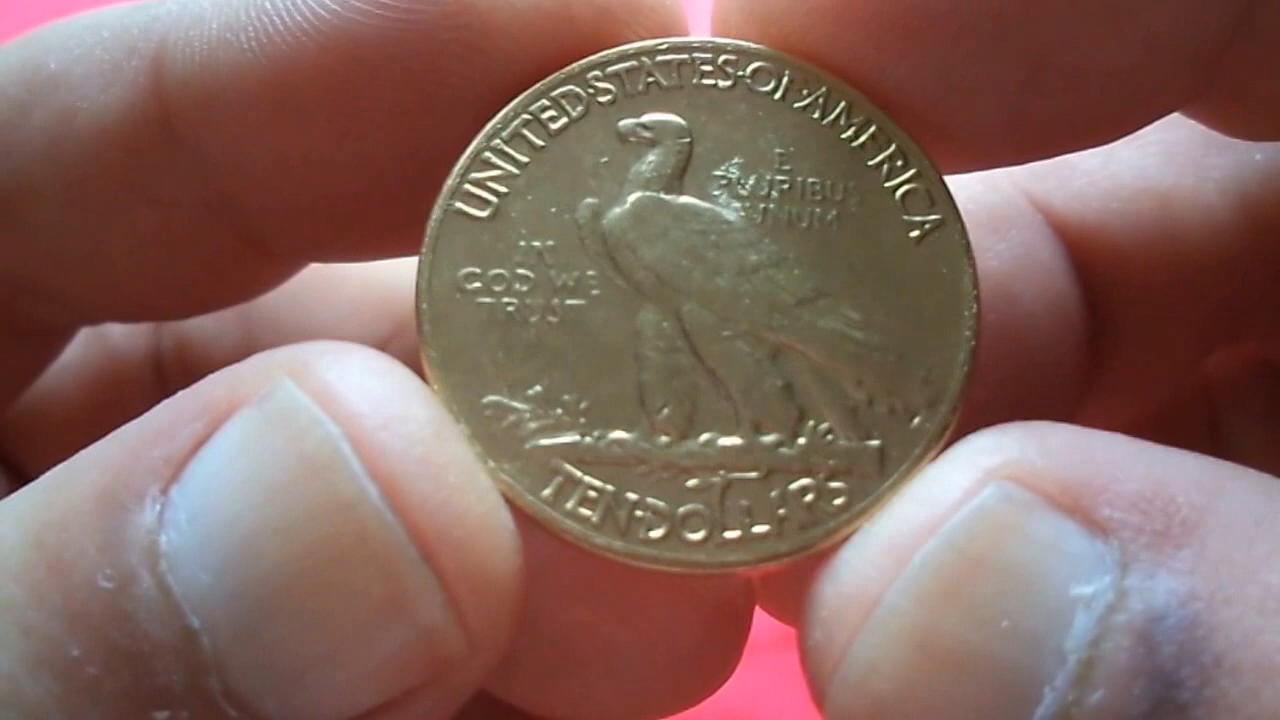 UNITED·STATES·OF·AMERICA
E
PLURIBUS
UNUM
IN
GOD WE
TRUST
TEN·DOLLARS